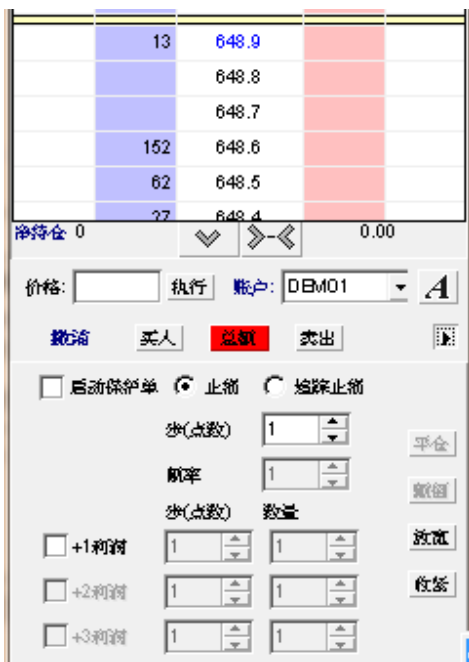 13 648.9
648.8
648.7
152 648.6
62 648.5
27 648.4
净持仓 0 0.00
价格: 执行 账户: DEMO1 A
撤消 买入 总额 卖出
启动保护单 止损 追踪止损
步(点数) 1
平仓
频率 1
步(点数) 数量
+1利润 1 1 放宽
+2利润 1 1 收紧
+3利润 1 1